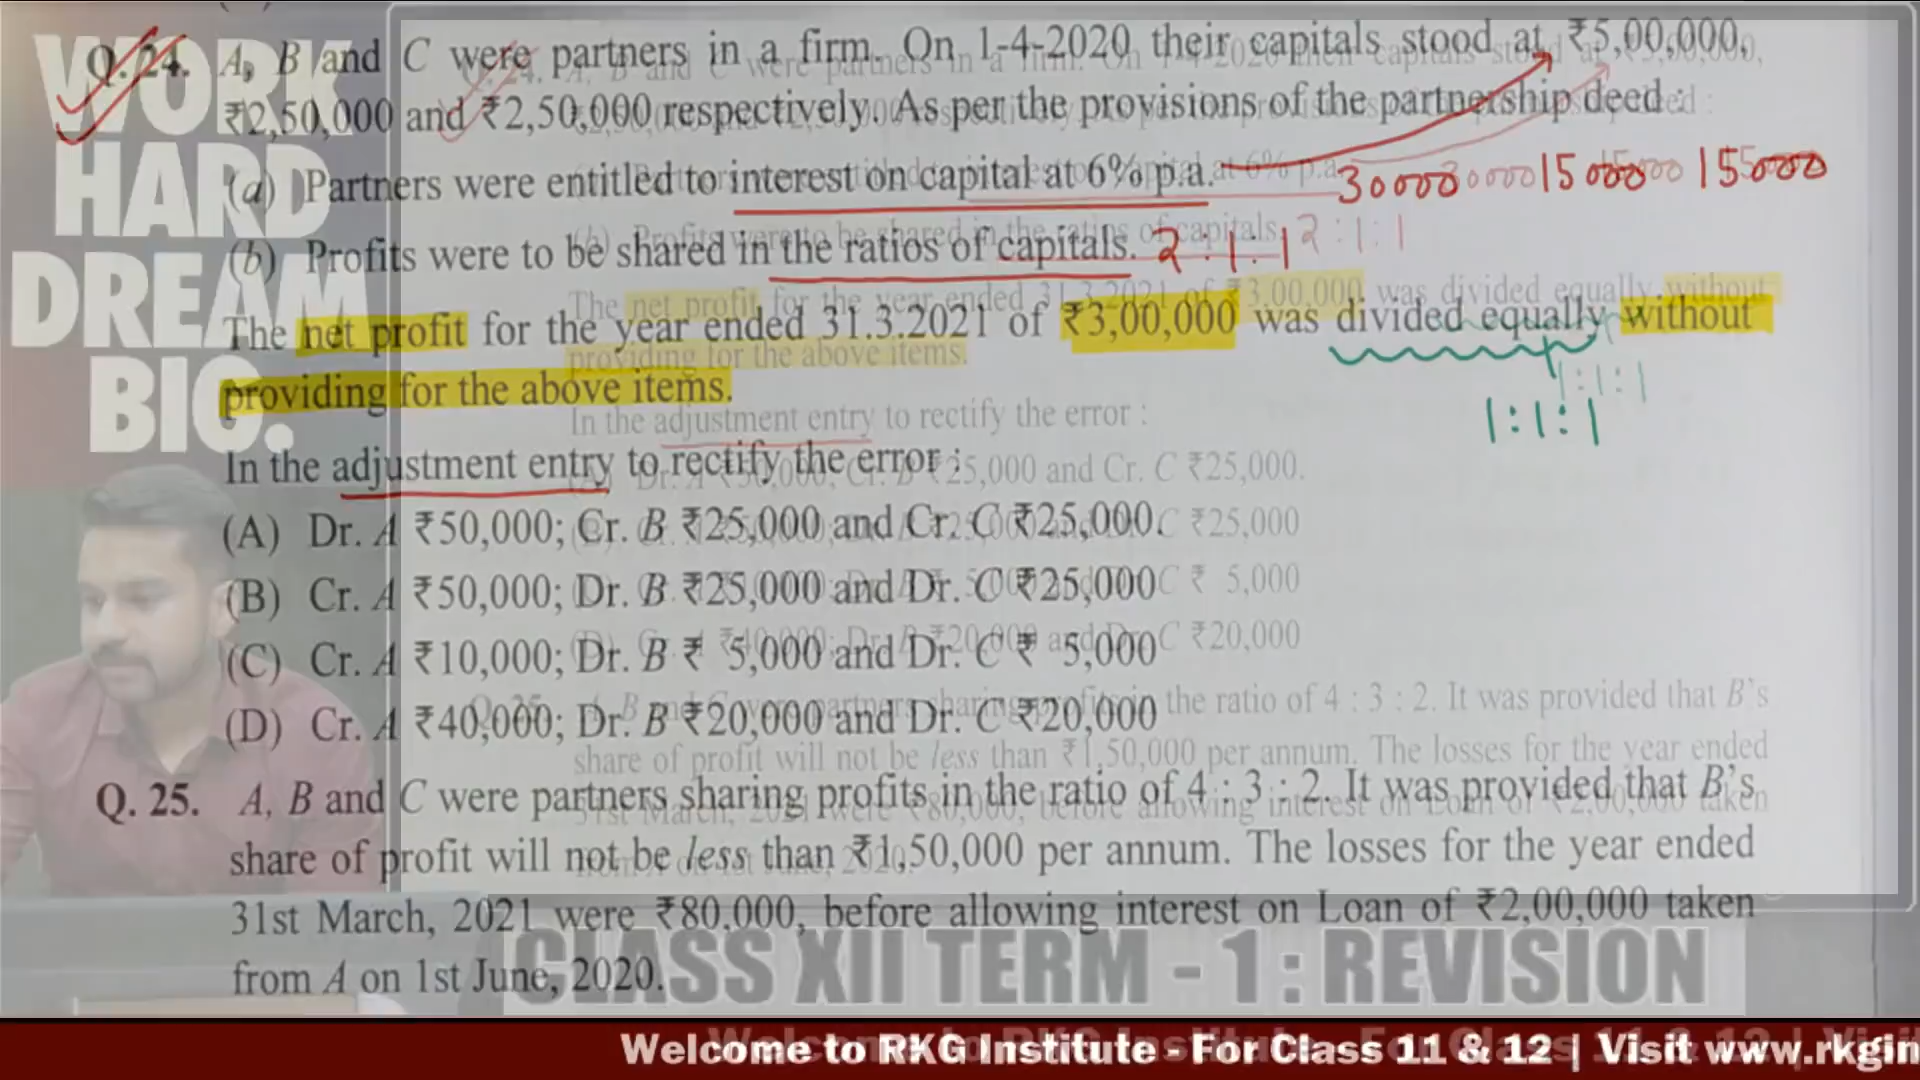 WORK
HARD
DREAM
BIG.
Q. 24. A, B and C were partners in a firm. On 1-4-2020 their capitals stood at ₹5,00,000,
₹2,50,000 and ₹2,50,000 respectively. As per the provisions of the partnership deed :
(a) Partners were entitled to interest on capital at 6% p.a. 30000 15000 15000
(b) Profits were to be shared in the ratios of capitals. 2 : 1 : 1
The net profit for the year ended 31.3.2021 of ₹3,00,000 was divided equally without
providing for the above items.
1:1:1
In the adjustment entry to rectify the error :
(A) Dr. A ₹50,000; Cr. B ₹25,000 and Cr. C ₹25,000.
(B) Cr. A ₹50,000; Dr. B ₹25,000 and Dr. C ₹25,000
(C) Cr. A ₹10,000; Dr. B ₹ 5,000 and Dr. C ₹ 5,000
(D) Cr. A ₹40,000; Dr. B ₹20,000 and Dr. C ₹20,000
Q. 25. A, B and C were partners sharing profits in the ratio of 4 : 3 : 2. It was provided that B's
share of profit will not be less than ₹1,50,000 per annum. The losses for the year ended
31st March, 2021 were ₹80,000, before allowing interest on Loan of ₹2,00,000 taken
from A on 1st June, 2020.
CLASS XII TERM - 1 : REVISION
Welcome to RKG Institute - For Class 11 & 12 | Visit www.rkgin